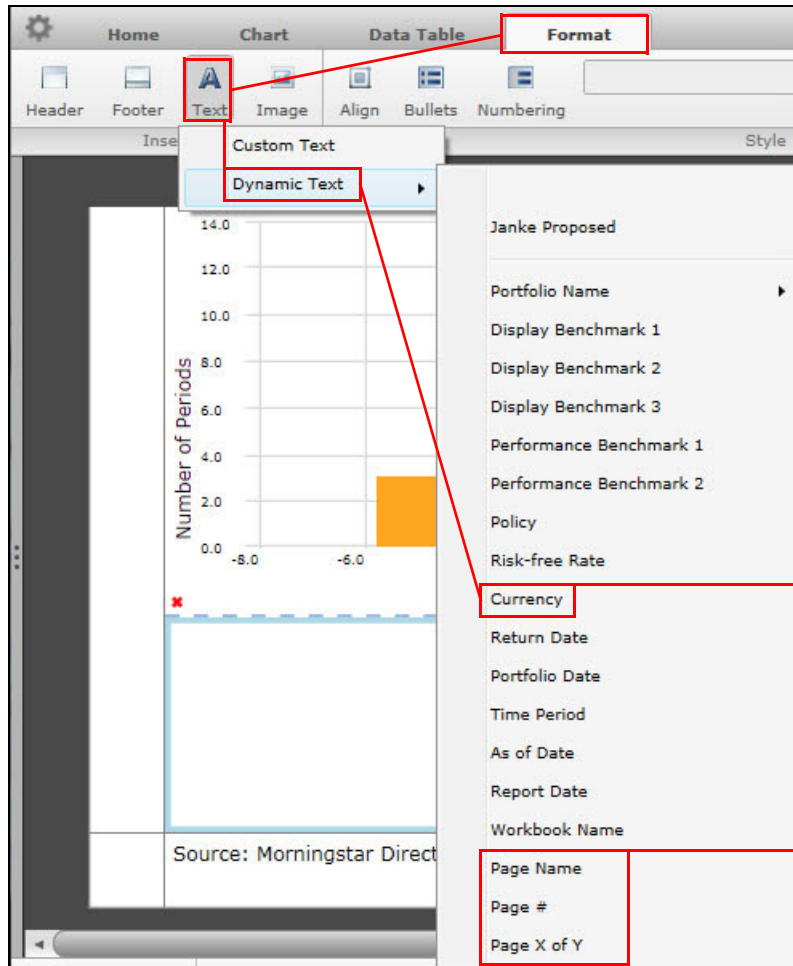 Home Chart Data Table Format
Header Footer Text Image Align Bullets Numbering
Inse Style
Custom Text
Dynamic Text
Janke Proposed
Portfolio Name
Display Benchmark 1
Display Benchmark 2
Display Benchmark 3
Performance Benchmark 1
Performance Benchmark 2
Policy
Risk-free Rate
Currency
Return Date
Portfolio Date
Time Period
As of Date
Report Date
Workbook Name
Page Name
Page #
Page X of Y
Number of Periods
14.0
12.0
10.0
8.0
6.0
4.0
2.0
0.0
-8.0 -6.0
Source: Morningstar Direct